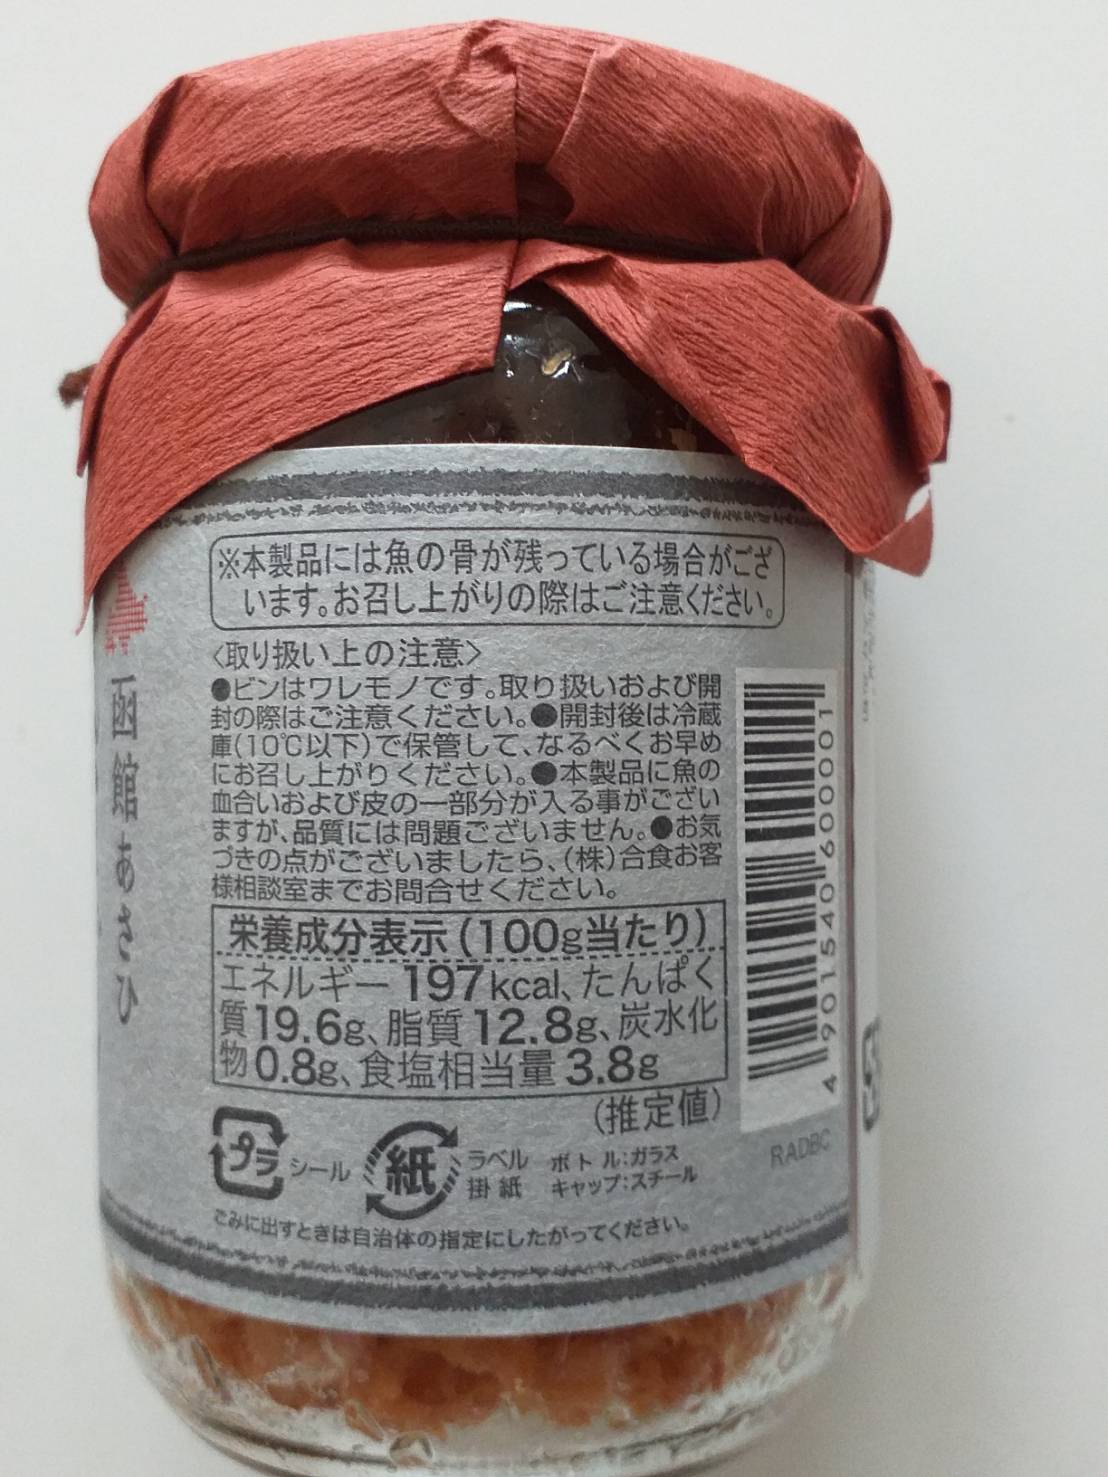 ※本製品には魚の骨が残っている場合がござ
います。お召し上がりの際はご注意ください。
〈取り扱い上の注意〉
●ビンはワレモノです。取り扱いおよび開
封の際はご注意ください。●開封後は冷蔵
庫(10℃以下)で保管して、なるべくお早め
にお召し上がりください。●本製品に魚の
血合いおよび皮の一部分が入る事がござい
ますが、品質には問題ございません。●お気
づきの点がございましたら、(株)合食お客
様相談室までお問合せください。
栄養成分表示(100g当たり)
エネルギー 197kcal、たんぱく
質19.6g、脂質12.8g、炭水化
物0.8g、食塩相当量3.8g
(推定値)
プラ シール
紙 ラベル 掛紙
ボトル:ガラス
キャップ:スチール
ごみに出すときは自治体の指定にしたがってください。
函館あさひ
4 901540 600001
RADBC